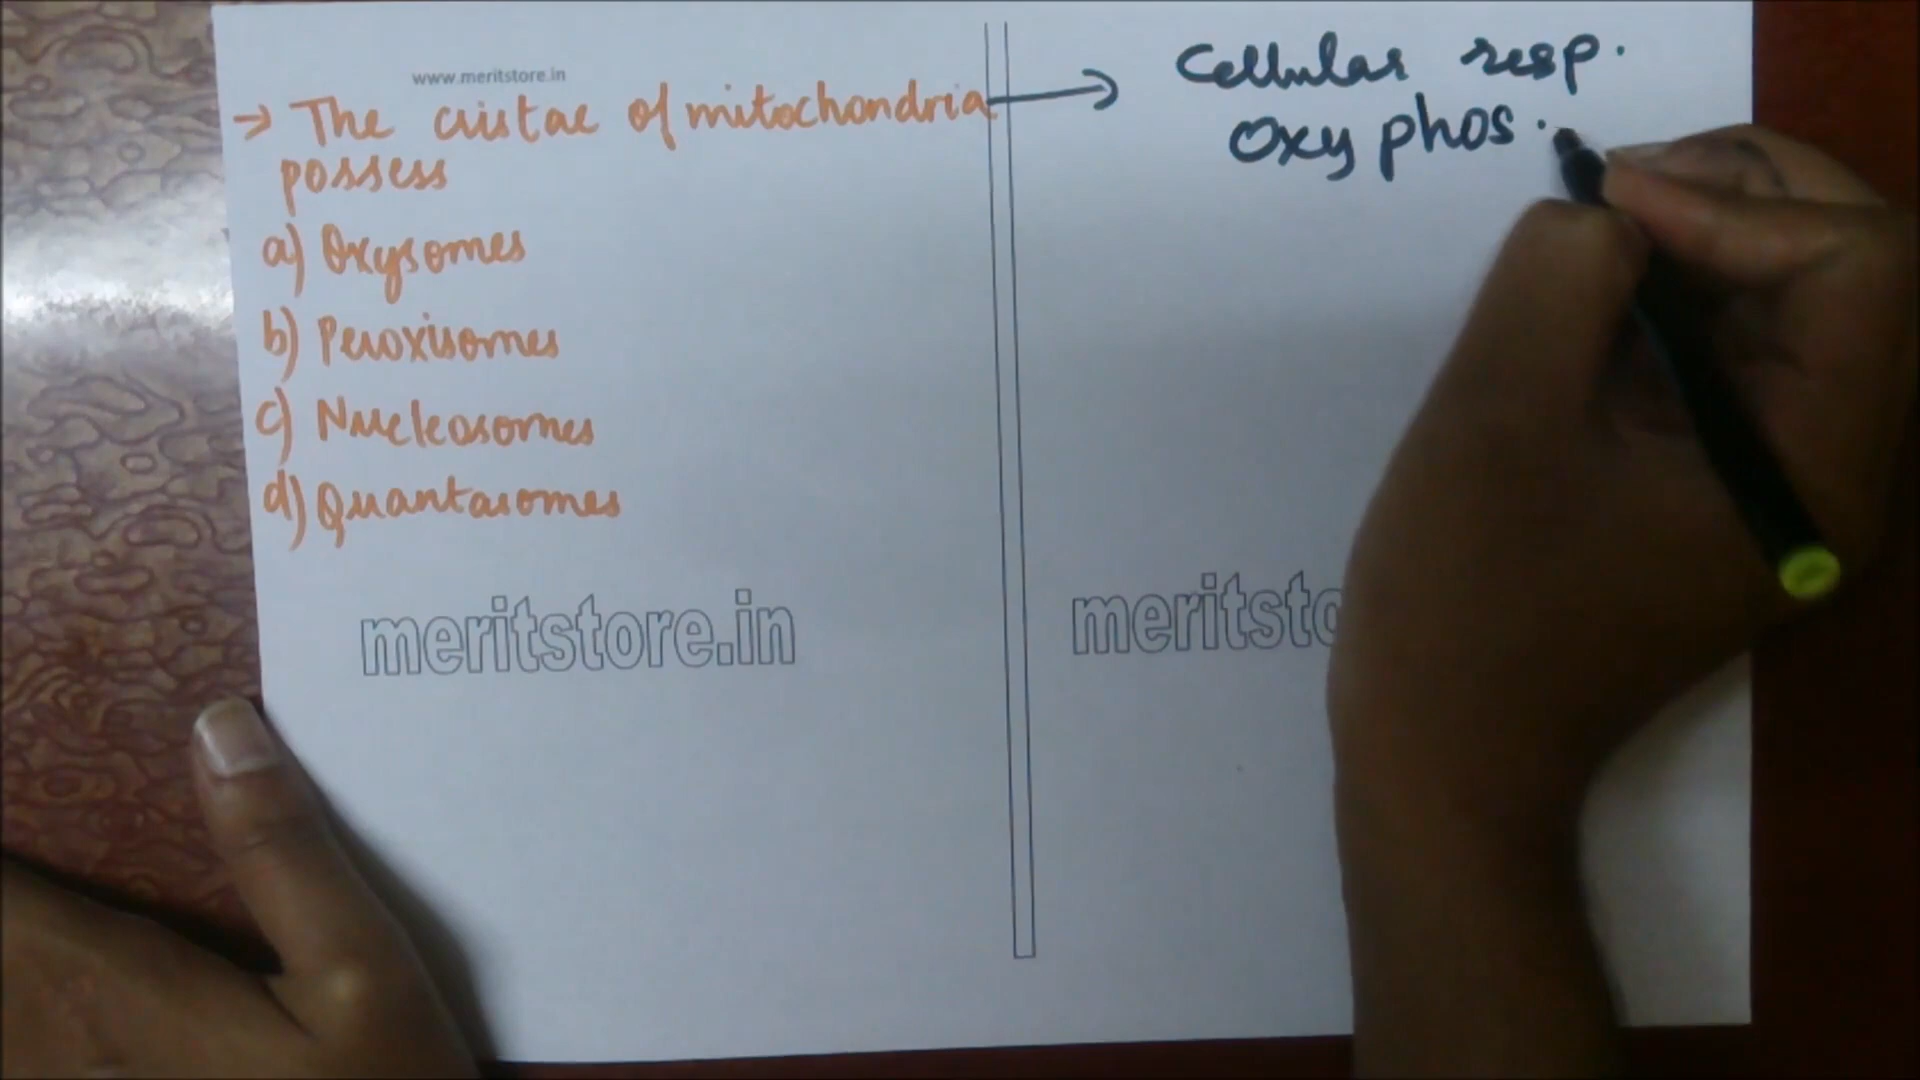 www.meritstore.in
→ The cristae of mitochondria
possess
a) Oxysomes
b) Peroxisomes
c) Nucleosomes
d) Quantasomes
meritstore.in
→ Cellular resp.
Oxy phos.
meritsto